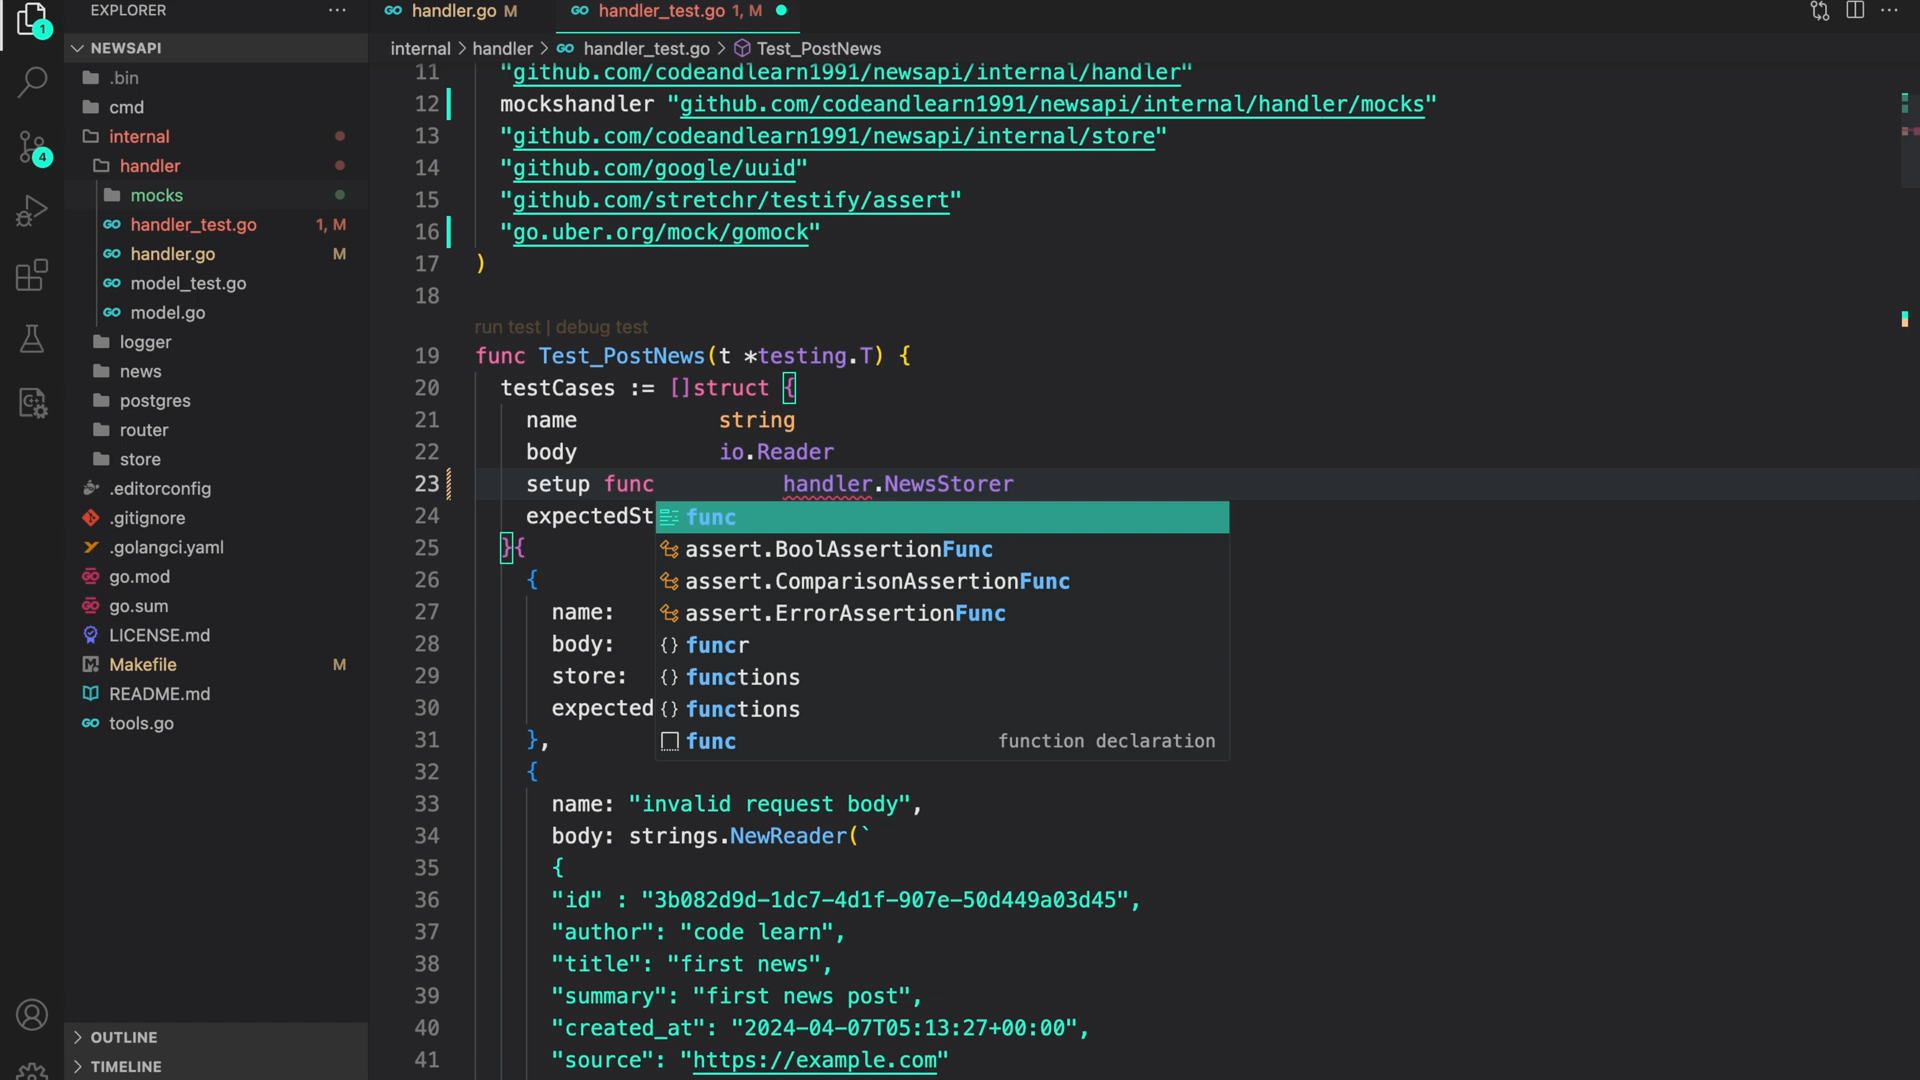 EXPLORER
NEWSAPI
.bin
cmd
internal
handler
mocks
handler_test.go 1, M
handler.go M
model_test.go
model.go
logger
news
postgres
router
store
.editorconfig
.gitignore
.golangci.yaml
go.mod
go.sum
LICENSE.md
Makefile M
README.md
tools.go
OUTLINE
TIMELINE
1
4
handler.go M
handler_test.go 1, M
internal > handler > handler_test.go > Test_PostNews
11 "github.com/codeandlearn1991/newsapi/internal/handler"
12 mockshandler "github.com/codeandlearn1991/newsapi/internal/handler/mocks"
13 "github.com/codeandlearn1991/newsapi/internal/store"
14 "github.com/google/uuid"
15 "github.com/stretchr/testify/assert"
16 "go.uber.org/mock/gomock"
17 )
18
run test | debug test
19 func Test_PostNews(t *testing.T) {
20 testCases := []struct {
21 name string
22 body io.Reader
23 setup func handler.NewsStorer
24 expectedSt
25 }{
26 {
27 name:
28 body:
29 store:
30 expected
31 },
32 {
33 name: "invalid request body",
34 body: strings.NewReader(`
35 {
36 "id" : "3b082d9d-1dc7-4d1f-907e-50d449a03d45",
37 "author": "code learn",
38 "title": "first news",
39 "summary": "first news post",
40 "created_at": "2024-04-07T05:13:27+00:00",
41 "source": "https://example.com"
func
assert.BoolAssertionFunc
assert.ComparisonAssertionFunc
assert.ErrorAssertionFunc
{} funcr
{} functions
{} functions
func function declaration